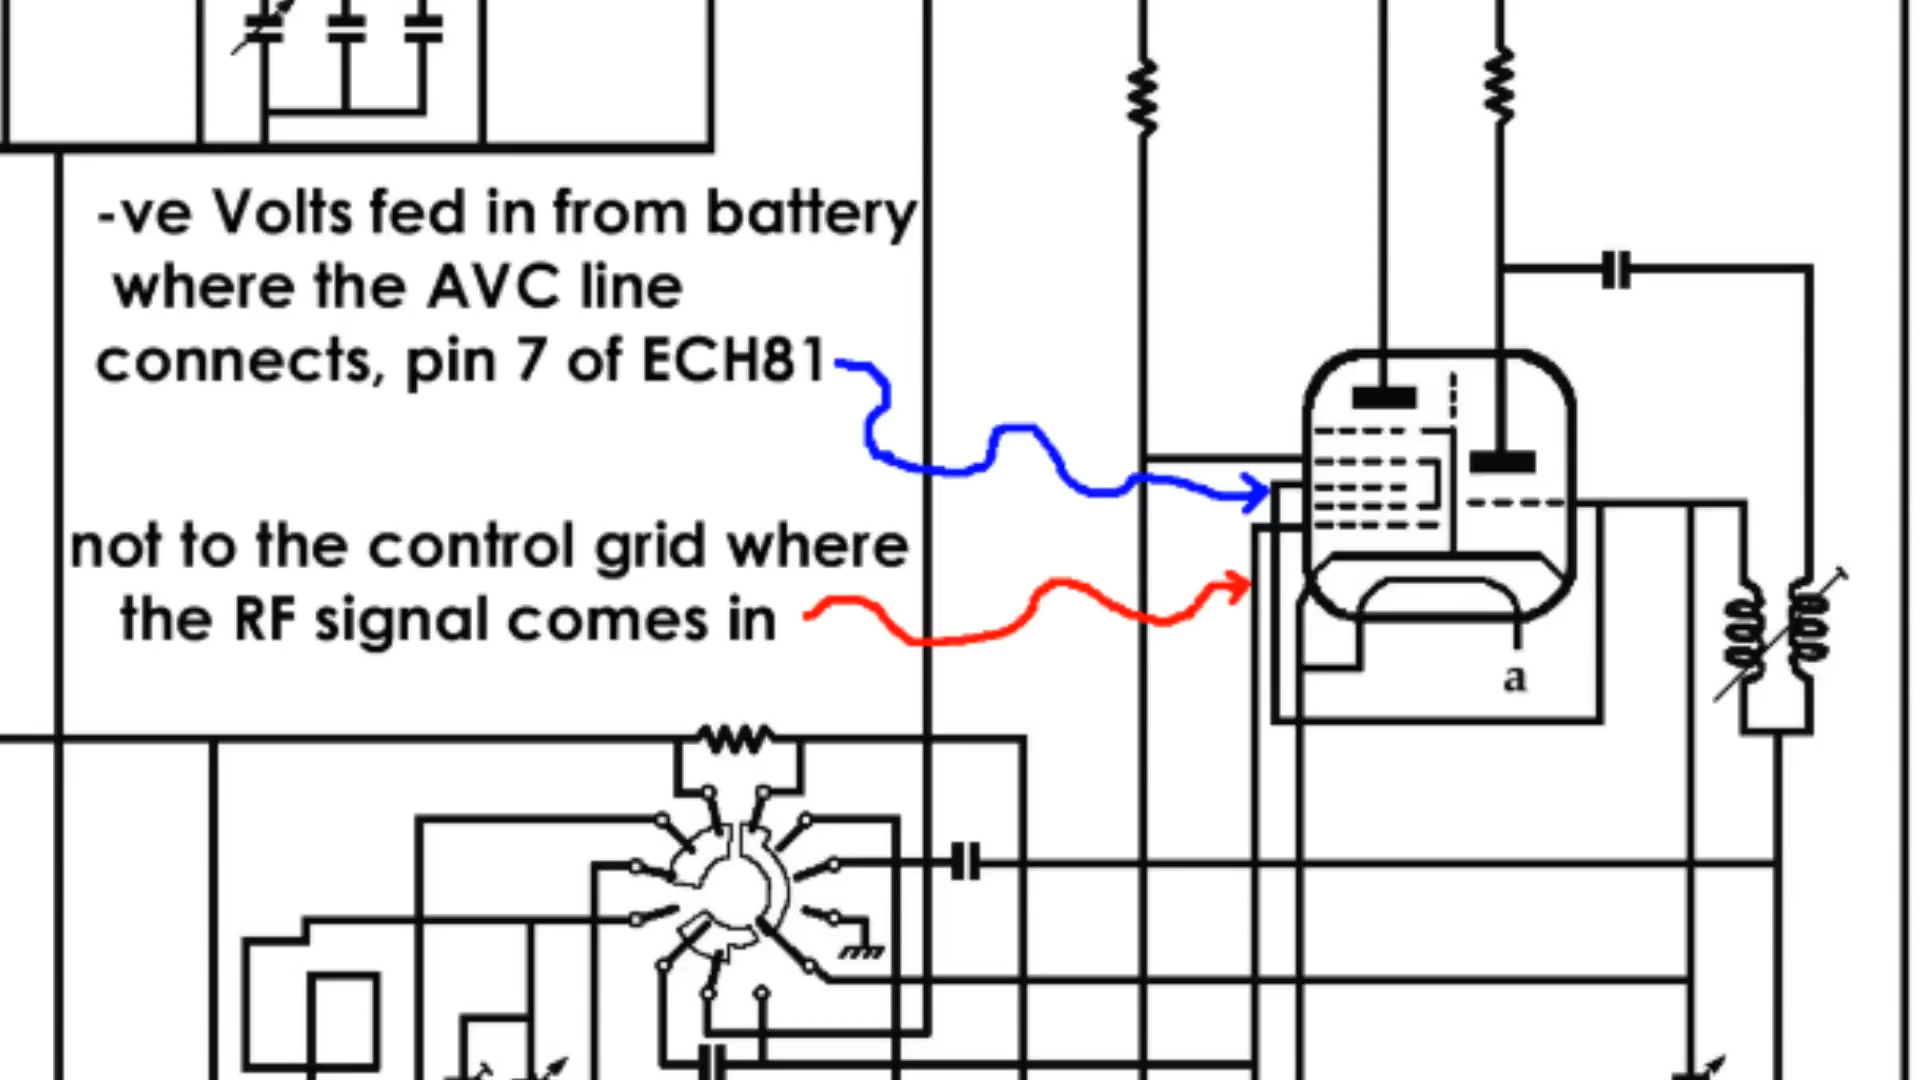 -ve Volts fed in from battery
where the AVC line
connects, pin 7 of ECH81
not to the control grid where
the RF signal comes in
a